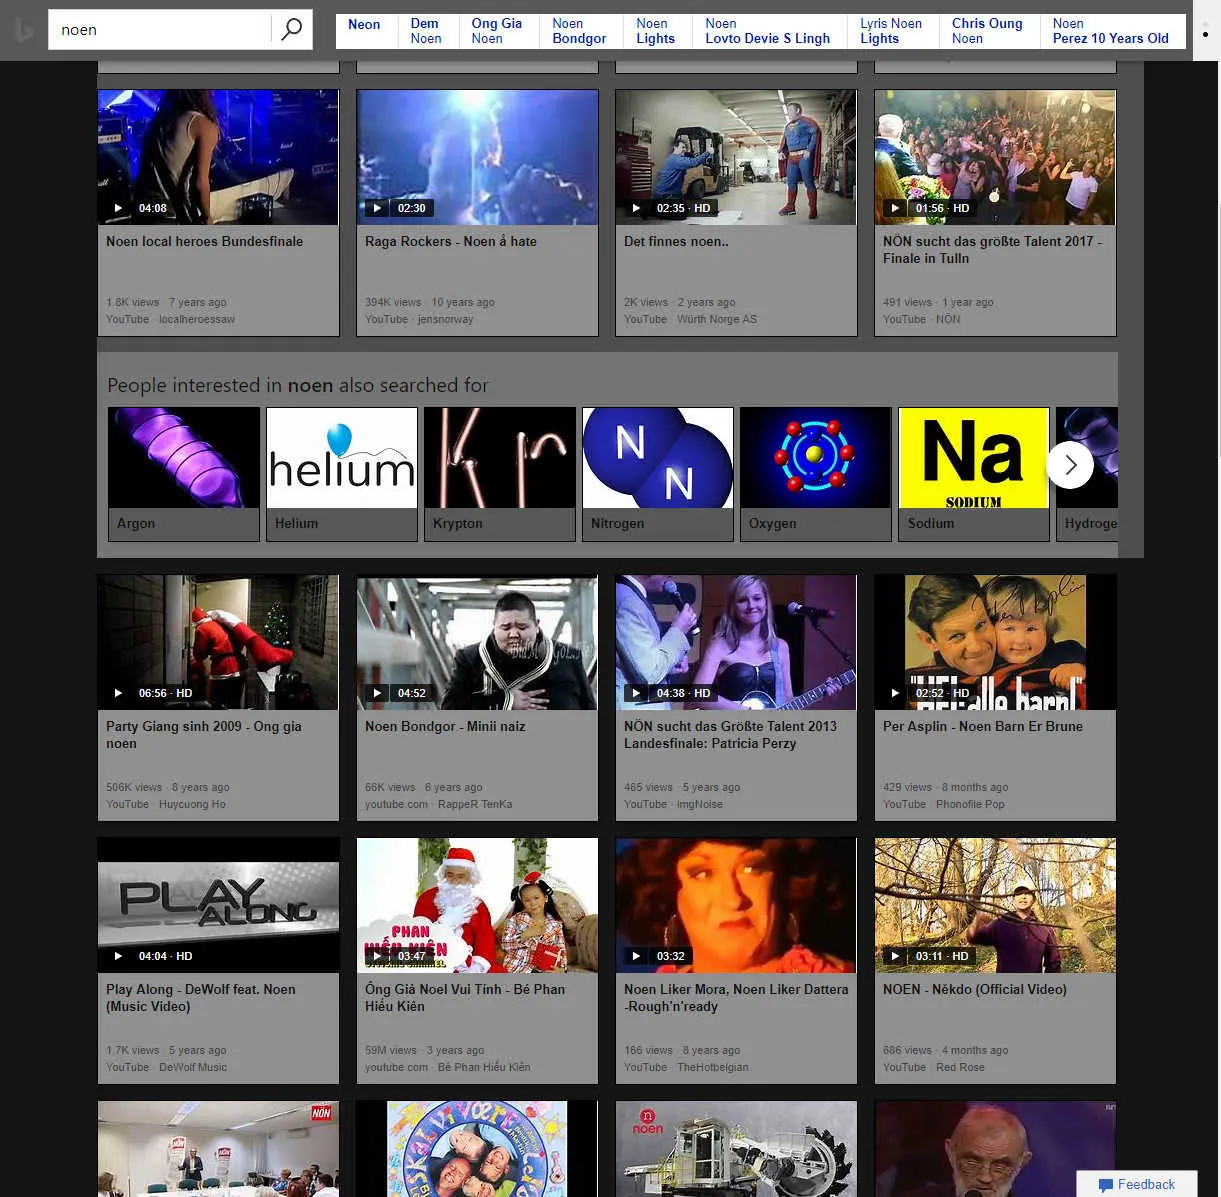 noen
Neon
Dem
Noen
Ong Gia
Noen
Noen
Bondgor
Noen
Lights
Noen
Lovto Devie S Lingh
Lyris Noen
Lights
Chris Oung
Noen
Noen
Perez 10 Years Old
04:08
02:30
02:35 · HD
01:56 · HD
Noen local heroes Bundesfinale
Raga Rockers - Noen å hate
Det finnes noen..
NÖN sucht das größte Talent 2017 -
Finale in Tulln
1.8K views · 7 years ago
YouTube · localheroessaw
394K views · 10 years ago
YouTube · jensnorway
2K views · 2 years ago
YouTube · Würth Norge AS
491 views · 1 year ago
YouTube · NÖN
People interested in noen also searched for
Kr
helium
N
N
Na
SODIUM
Argon
Helium
Krypton
Nitrogen
Oxygen
Sodium
Hydroge
06:56 · HD
04:52
04:38 · HD
"HEI-alle barn!"
02:52 · HD
Party Giang sinh 2009 - Ong gia
noen
Noen Bondgor - Minii naiz
NÖN sucht das Größte Talent 2013
Landesfinale: Patricia Perzy
Per Asplin - Noen Barn Er Brune
506K views · 8 years ago
YouTube · Huycuong Ho
66K views · 6 years ago
youtube.com · RappeR TenKa
465 views · 5 years ago
YouTube · imgNoise
429 views · 8 months ago
YouTube · Phonofile Pop
PLAY
ALONG
PHAN
HIẾU KIÊN
04:04 · HD
03:47
03:32
03:11 · HD
Play Along - DeWolf feat. Noen
(Music Video)
Ông Già Noel Vui Tính - Bé Phan
Hiếu Kiên
Noen Liker Mora, Noen Liker Dattera
-Rough'n'ready
NOEN - Někdo (Official Video)
1.7K views · 5 years ago
YouTube · DeWolf Music
59M views · 3 years ago
youtube.com · Bé Phan Hiếu Kiên
166 views · 8 years ago
YouTube · TheHotbelgian
686 views · 4 months ago
YouTube · Red Rose
NÖN
noen
Feedback